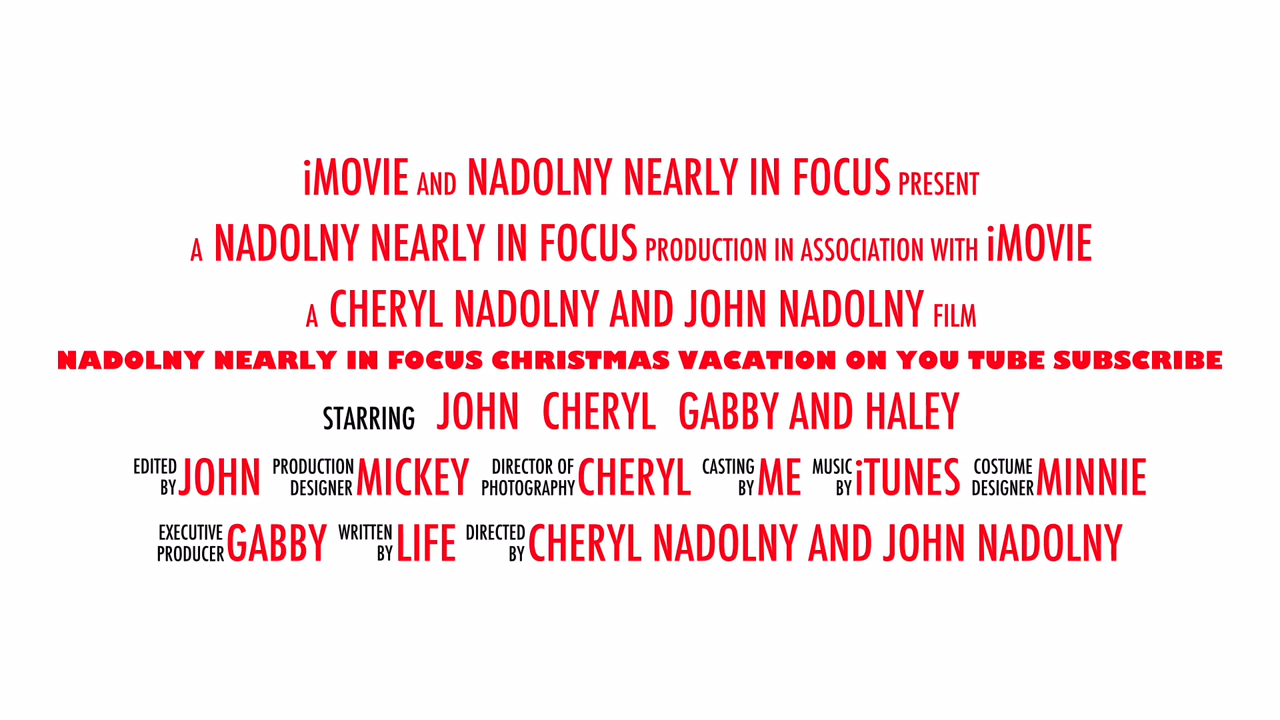 iMOVIE AND NADOLNY NEARLY IN FOCUS PRESENT
A NADOLNY NEARLY IN FOCUS PRODUCTION IN ASSOCIATION WITH iMOVIE
A CHERYL NADOLNY AND JOHN NADOLNY FILM
NADOLNY NEARLY IN FOCUS CHRISTMAS VACATION ON YOU TUBE SUBSCRIBE
STARRING JOHN CHERYL GABBY AND HALEY
EDITED BY JOHN PRODUCTION DESIGNER MICKEY DIRECTOR OF PHOTOGRAPHY CHERYL CASTING BY ME MUSIC BY iTUNES COSTUME DESIGNER MINNIE
EXECUTIVE PRODUCER GABBY WRITTEN BY LIFE DIRECTED BY CHERYL NADOLNY AND JOHN NADOLNY